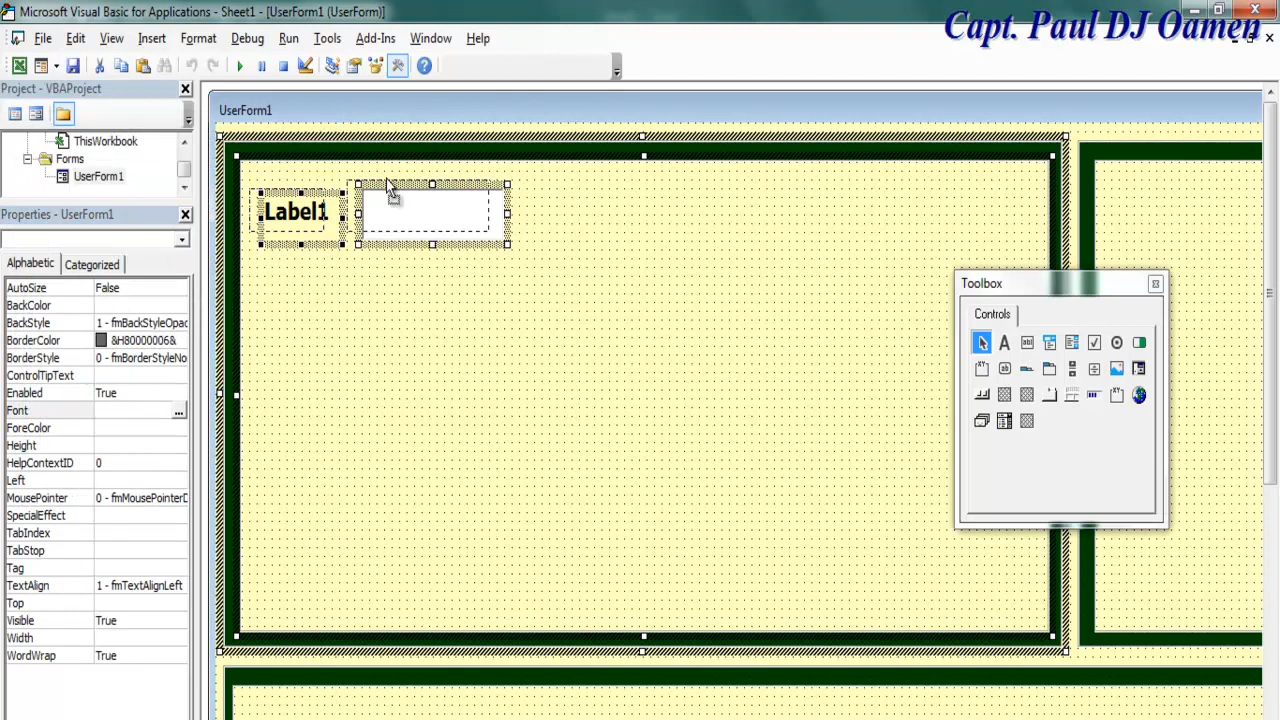 Microsoft Visual Basic for Applications - Sheet1 - [UserForm1 (UserForm)]
Capt. Paul DJ Oamen
File Edit View Insert Format Debug Run Tools Add-Ins Window Help
Project - VBAProject
ThisWorkbook
Forms
UserForm1
Properties - UserForm1
Alphabetic Categorized
AutoSize False
BackColor
BackStyle 1 - fmBackStyleOpac
BorderColor &H80000006&
BorderStyle 0 - fmBorderStyleNo
ControlTipText
Enabled True
Font ...
ForeColor
Height
HelpContextID 0
Left
MousePointer 0 - fmMousePointerD
SpecialEffect
TabIndex
TabStop
Tag
TextAlign 1 - fmTextAlignLeft
Top
Visible True
Width
WordWrap True
UserForm1
Label1
Toolbox
Controls